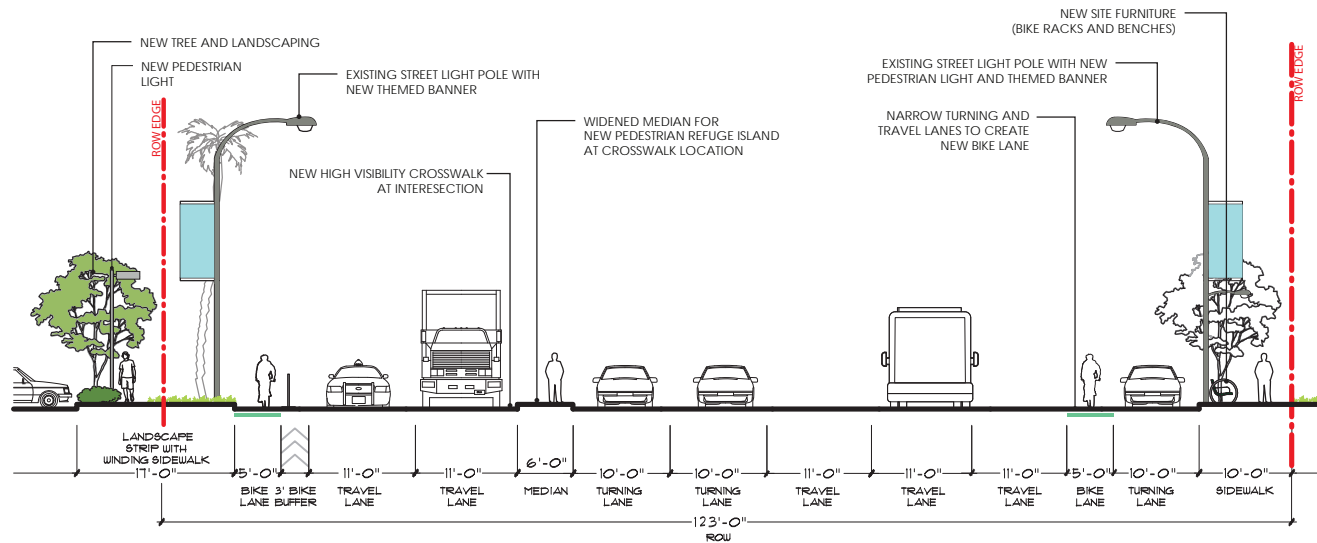 NEW SITE FURNITURE
(BIKE RACKS AND BENCHES)
NEW TREE AND LANDSCAPING
NEW PEDESTRIAN
LIGHT
EXISTING STREET LIGHT POLE WITH
NEW THEMED BANNER
EXISTING STREET LIGHT POLE WITH NEW
PEDESTRIAN LIGHT AND THEMED BANNER
ROW EDGE
ROW EDGE
WIDENED MEDIAN FOR
NEW PEDESTRIAN REFUGE ISLAND
AT CROSSWALK LOCATION
NARROW TURNING AND
TRAVEL LANES TO CREATE
NEW BIKE LANE
NEW HIGH VISIBILITY CROSSWALK
AT INTERESECTION
LANDSCAPE
STRIP WITH
WINDING SIDEWALK
17'-0"
5'-0"
BIKE
LANE
3' BIKE
BUFFER
11'-0"
TRAVEL
LANE
11'-0"
TRAVEL
LANE
6'-0"
MEDIAN
10'-0"
TURNING
LANE
10'-0"
TURNING
LANE
11'-0"
TRAVEL
LANE
11'-0"
TRAVEL
LANE
11'-0"
TRAVEL
LANE
5'-0"
BIKE
LANE
10'-0"
TURNING
LANE
10'-0"
SIDEWALK
123'-0"
ROW